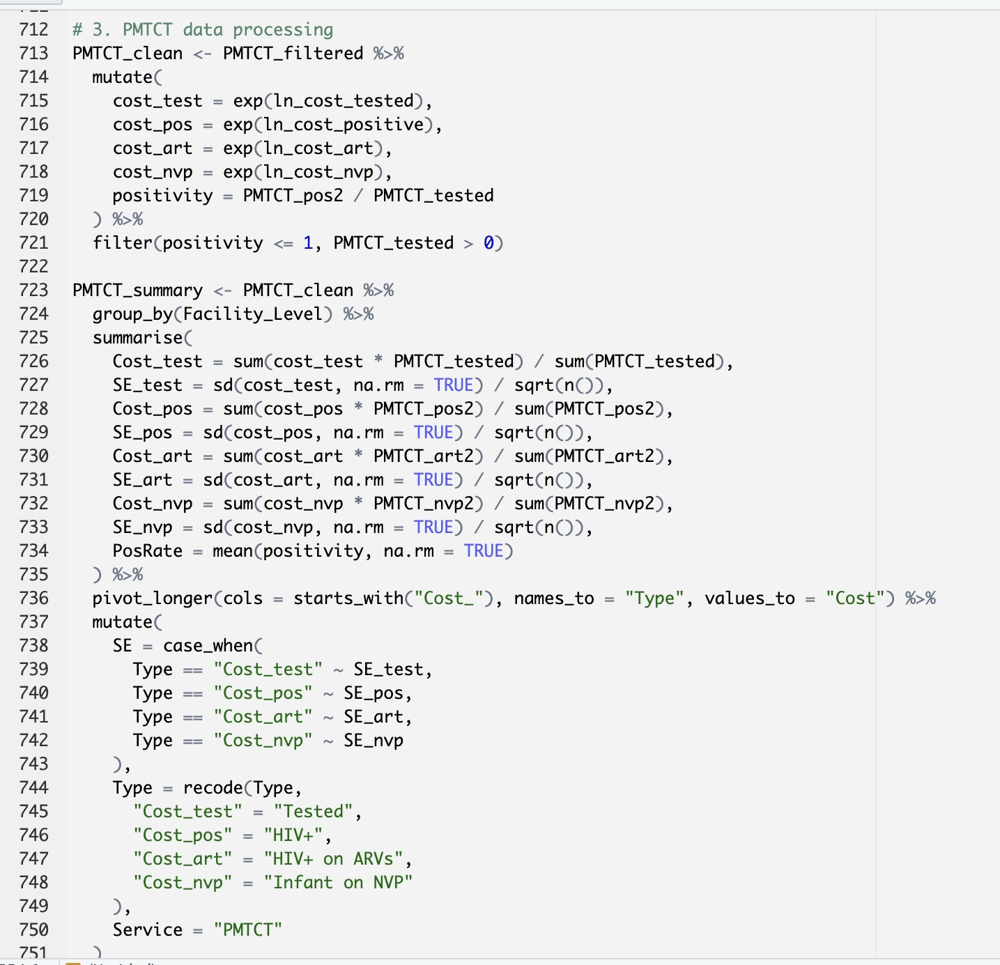 712 # 3. PMTCT data processing
713 PMTCT_clean <- PMTCT_filtered %>%
714   mutate(
715     cost_test = exp(ln_cost_tested),
716     cost_pos = exp(ln_cost_positive),
717     cost_art = exp(ln_cost_art),
718     cost_nvp = exp(ln_cost_nvp),
719     positivity = PMTCT_pos2 / PMTCT_tested
720   ) %>%
721   filter(positivity <= 1, PMTCT_tested > 0)
722
723 PMTCT_summary <- PMTCT_clean %>%
724   group_by(Facility_Level) %>%
725   summarise(
726     Cost_test = sum(cost_test * PMTCT_tested) / sum(PMTCT_tested),
727     SE_test = sd(cost_test, na.rm = TRUE) / sqrt(n()),
728     Cost_pos = sum(cost_pos * PMTCT_pos2) / sum(PMTCT_pos2),
729     SE_pos = sd(cost_pos, na.rm = TRUE) / sqrt(n()),
730     Cost_art = sum(cost_art * PMTCT_art2) / sum(PMTCT_art2),
731     SE_art = sd(cost_art, na.rm = TRUE) / sqrt(n()),
732     Cost_nvp = sum(cost_nvp * PMTCT_nvp2) / sum(PMTCT_nvp2),
733     SE_nvp = sd(cost_nvp, na.rm = TRUE) / sqrt(n()),
734     PosRate = mean(positivity, na.rm = TRUE)
735   ) %>%
736   pivot_longer(cols = starts_with("Cost_"), names_to = "Type", values_to = "Cost") %>%
737   mutate(
738     SE = case_when(
739       Type == "Cost_test" ~ SE_test,
740       Type == "Cost_pos" ~ SE_pos,
741       Type == "Cost_art" ~ SE_art,
742       Type == "Cost_nvp" ~ SE_nvp
743     ),
744     Type = recode(Type,
745       "Cost_test" = "Tested",
746       "Cost_pos" = "HIV+",
747       "Cost_art" = "HIV+ on ARVs",
748       "Cost_nvp" = "Infant on NVP"
749     ),
750     Service = "PMTCT"
751   )